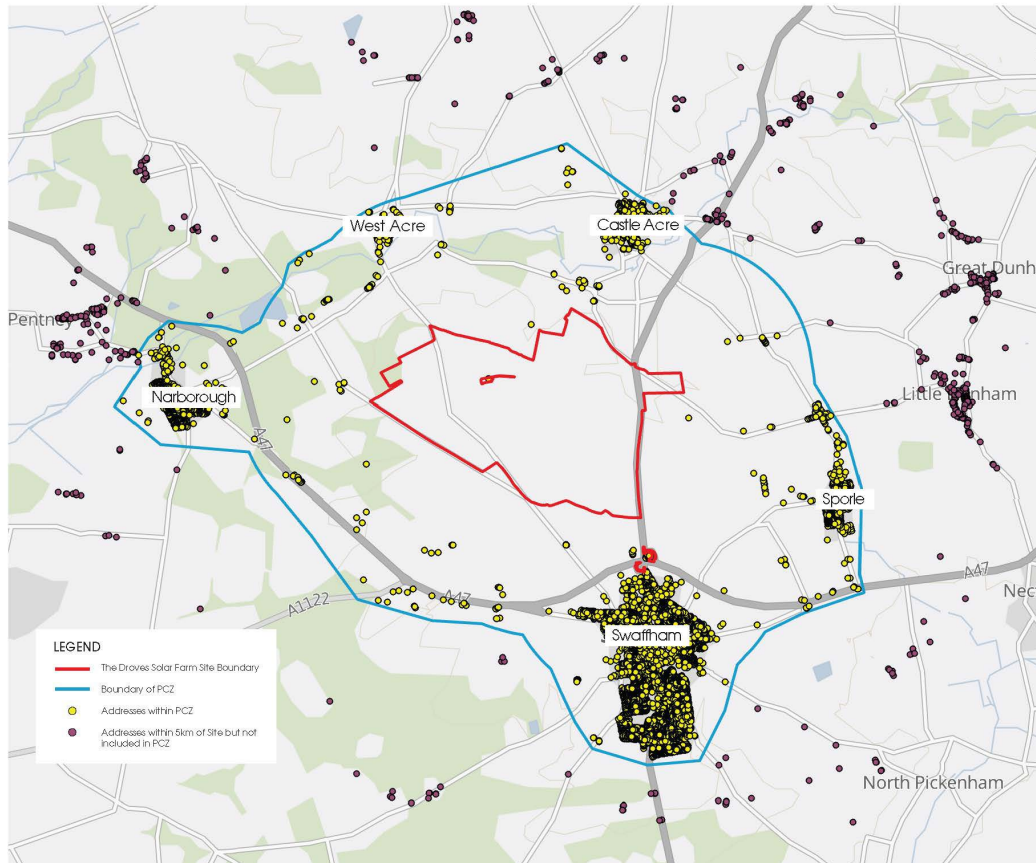 West Acre
Castle Acre
Great Dunh
Pentney
Narborough
Little Dunham
A47
Sporle
A47
A47
A1122
Nec
Swaffham
LEGEND
The Droves Solar Farm Site Boundary
Boundary of PCZ
Addresses within PCZ
Addresses within 5km of Site but not
included in PCZ
North Pickenham